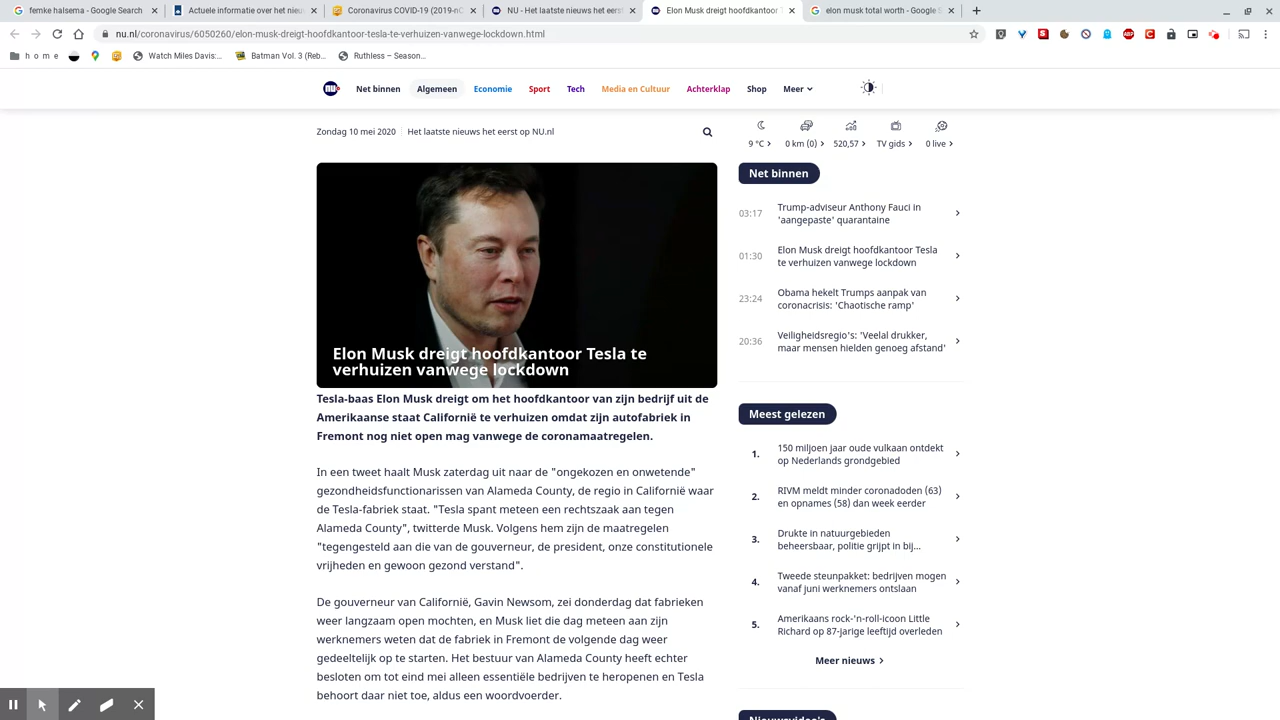 femke halsema - Google Search
Actuele informatie over het nieu
Coronavirus COVID-19 (2019-nC
NU - Het laatste nieuws het eers
Elon Musk dreigt hoofdkantoor T
elon musk total worth - Google S
nu.nl/coronavirus/6050260/elon-musk-dreigt-hoofdkantoor-tesla-te-verhuizen-vanwege-lockdown.html
h o m e
Watch Miles Davis:...
Batman Vol. 3 (Reb...
Ruthless – Season...
Net binnen
Algemeen
Economie
Sport
Tech
Media en Cultuur
Achterklap
Shop
Meer
Zondag 10 mei 2020
Het laatste nieuws het eerst op NU.nl
9 °C
0 km (0)
520,57
TV gids
0 live
Elon Musk dreigt hoofdkantoor Tesla te
verhuizen vanwege lockdown
Tesla-baas Elon Musk dreigt om het hoofdkantoor van zijn bedrijf uit de
Amerikaanse staat Californië te verhuizen omdat zijn autofabriek in
Fremont nog niet open mag vanwege de coronamaatregelen.
In een tweet haalt Musk zaterdag uit naar de "ongekozen en onwetende"
gezondheidsfunctionarissen van Alameda County, de regio in Californië waar
de Tesla-fabriek staat. "Tesla spant meteen een rechtszaak aan tegen
Alameda County", twitterde Musk. Volgens hem zijn de maatregelen
"tegengesteld aan die van de gouverneur, de president, onze constitutionele
vrijheden en gewoon gezond verstand".
De gouverneur van Californië, Gavin Newsom, zei donderdag dat fabrieken
weer langzaam open mochten, en Musk liet die dag meteen aan zijn
werknemers weten dat de fabriek in Fremont de volgende dag weer
gedeeltelijk op te starten. Het bestuur van Alameda County heeft echter
besloten om tot eind mei alleen essentiële bedrijven te heropenen en Tesla
behoort daar niet toe, aldus een woordvoerder.
Net binnen
03:17
Trump-adviseur Anthony Fauci in
'aangepaste' quarantaine
01:30
Elon Musk dreigt hoofdkantoor Tesla
te verhuizen vanwege lockdown
23:24
Obama hekelt Trumps aanpak van
coronacrisis: 'Chaotische ramp'
20:36
Veiligheidsregio's: 'Veelal drukker,
maar mensen hielden genoeg afstand'
Meest gelezen
1.
150 miljoen jaar oude vulkaan ontdekt
op Nederlands grondgebied
2.
RIVM meldt minder coronadoden (63)
en opnames (58) dan week eerder
3.
Drukte in natuurgebieden
beheersbaar, politie grijpt in bij...
4.
Tweede steunpakket: bedrijven mogen
vanaf juni werknemers ontslaan
5.
Amerikaans rock-'n-roll-icoon Little
Richard op 87-jarige leeftijd overleden
Meer nieuws